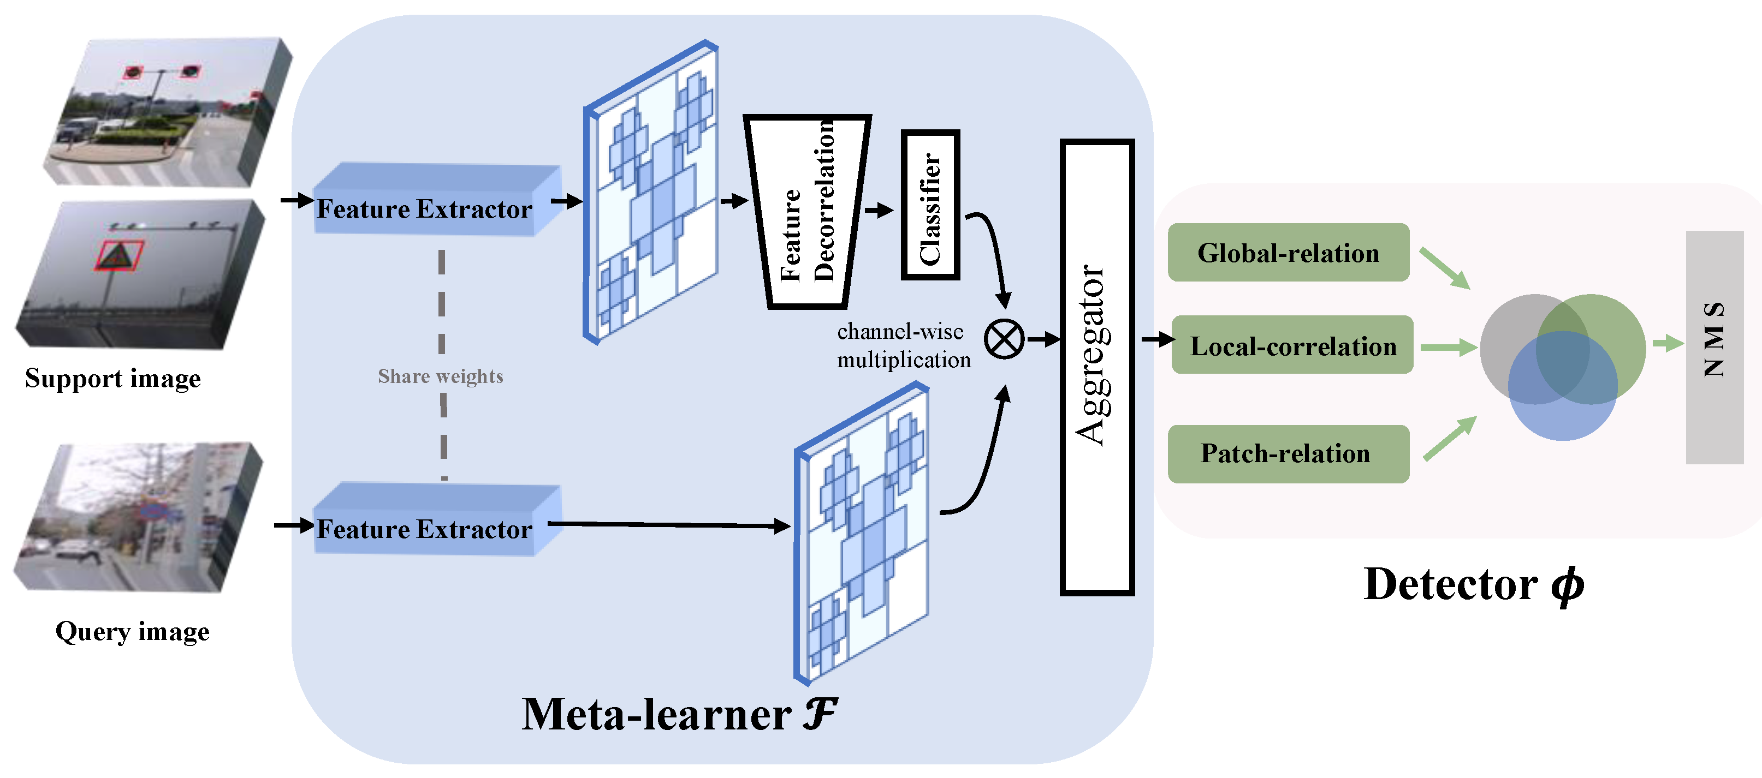 Support image
Query image
Feature Extractor
Share weights
Feature Extractor
Feature
Decorrelation
Classifier
channel-wise
multiplication
Aggregator
Meta-learner ℱ
Global-relation
Local-correlation
Patch-relation
NMS
Detector ϕ